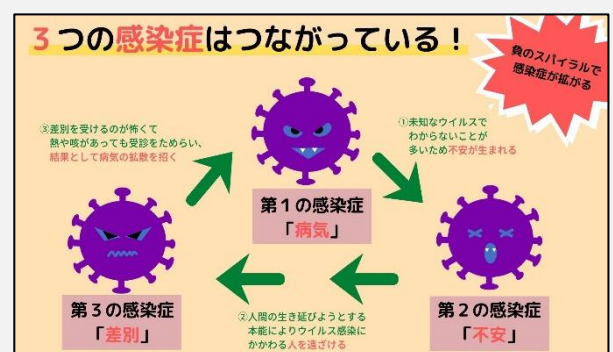 3つの感染症はつながっている!
負のスパイラルで
感染症が拡がる
③差別を受けるのが怖くて
熱や咳があっても受診をためらい、
結果として病気の拡散を招く
①未知なウイルスで
わからないことが
多いため不安が生まれる
第1の感染症
「病気」
第3の感染症
「差別」
第2の感染症
「不安」
②人間の生き延びようとする
本能によりウイルス感染に
かかわる人を遠ざける